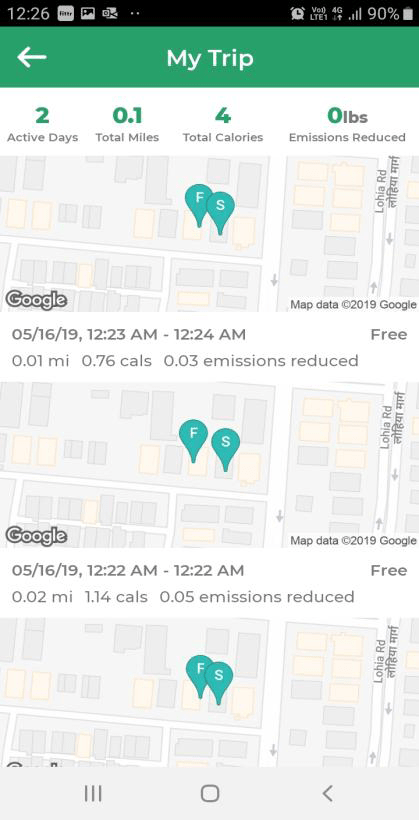 12:26 fittr Vo) 4G LTE1 90%
My Trip
2 0.1 4 0lbs
Active Days Total Miles Total Calories Emissions Reduced
F S
Lohia Rd
लोहिया मार्ग
Google Map data ©2019 Google
05/16/19, 12:23 AM - 12:24 AM Free
0.01 mi 0.76 cals 0.03 emissions reduced
F S
Lohia Rd
लोहिया मार्ग
Google Map data ©2019 Google
05/16/19, 12:22 AM - 12:22 AM Free
0.02 mi 1.14 cals 0.05 emissions reduced
F S
Lohia Rd
लोहिया मार्ग